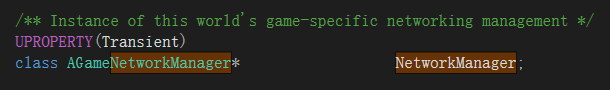 /** Instance of this world's game-specific networking management */
UPROPERTY(Transient)
class AGameNetworkManager* NetworkManager;